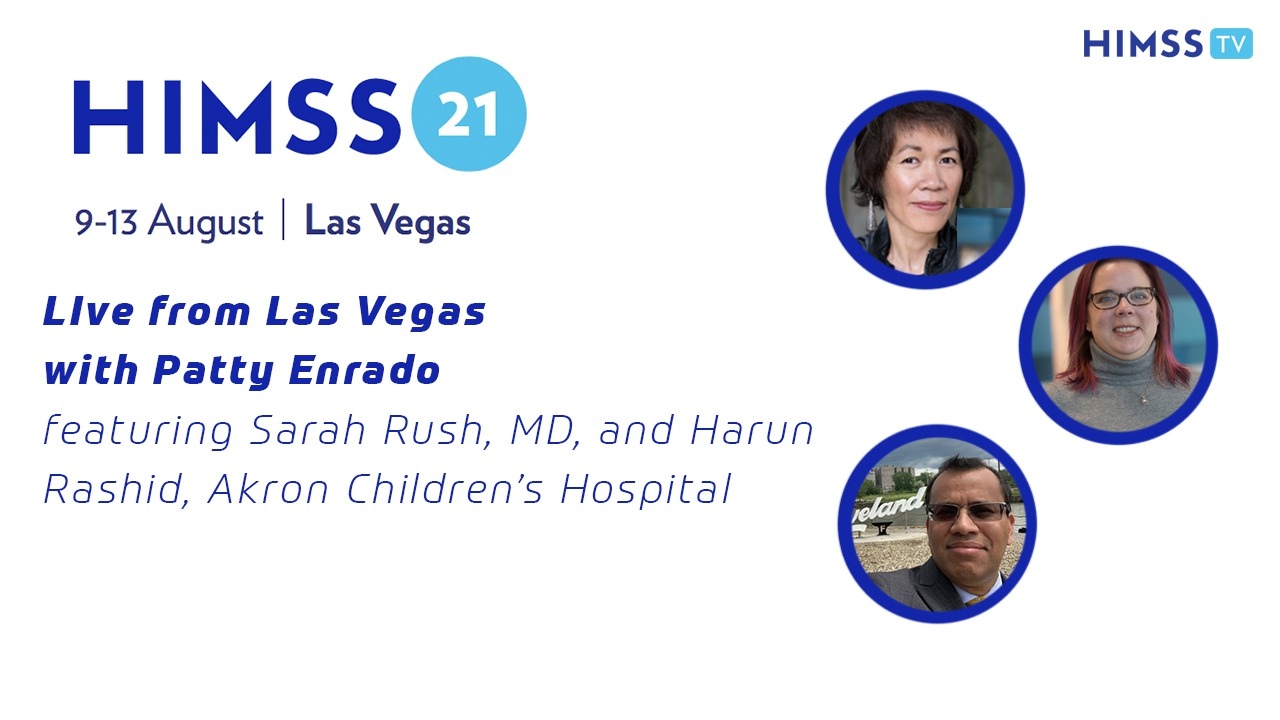 HIMSS TV
HIMSS 21
9-13 August | Las Vegas
LIve from Las Vegas
with Patty Enrado
featuring Sarah Rush, MD, and Harun
Rashid, Akron Children's Hospital
veland